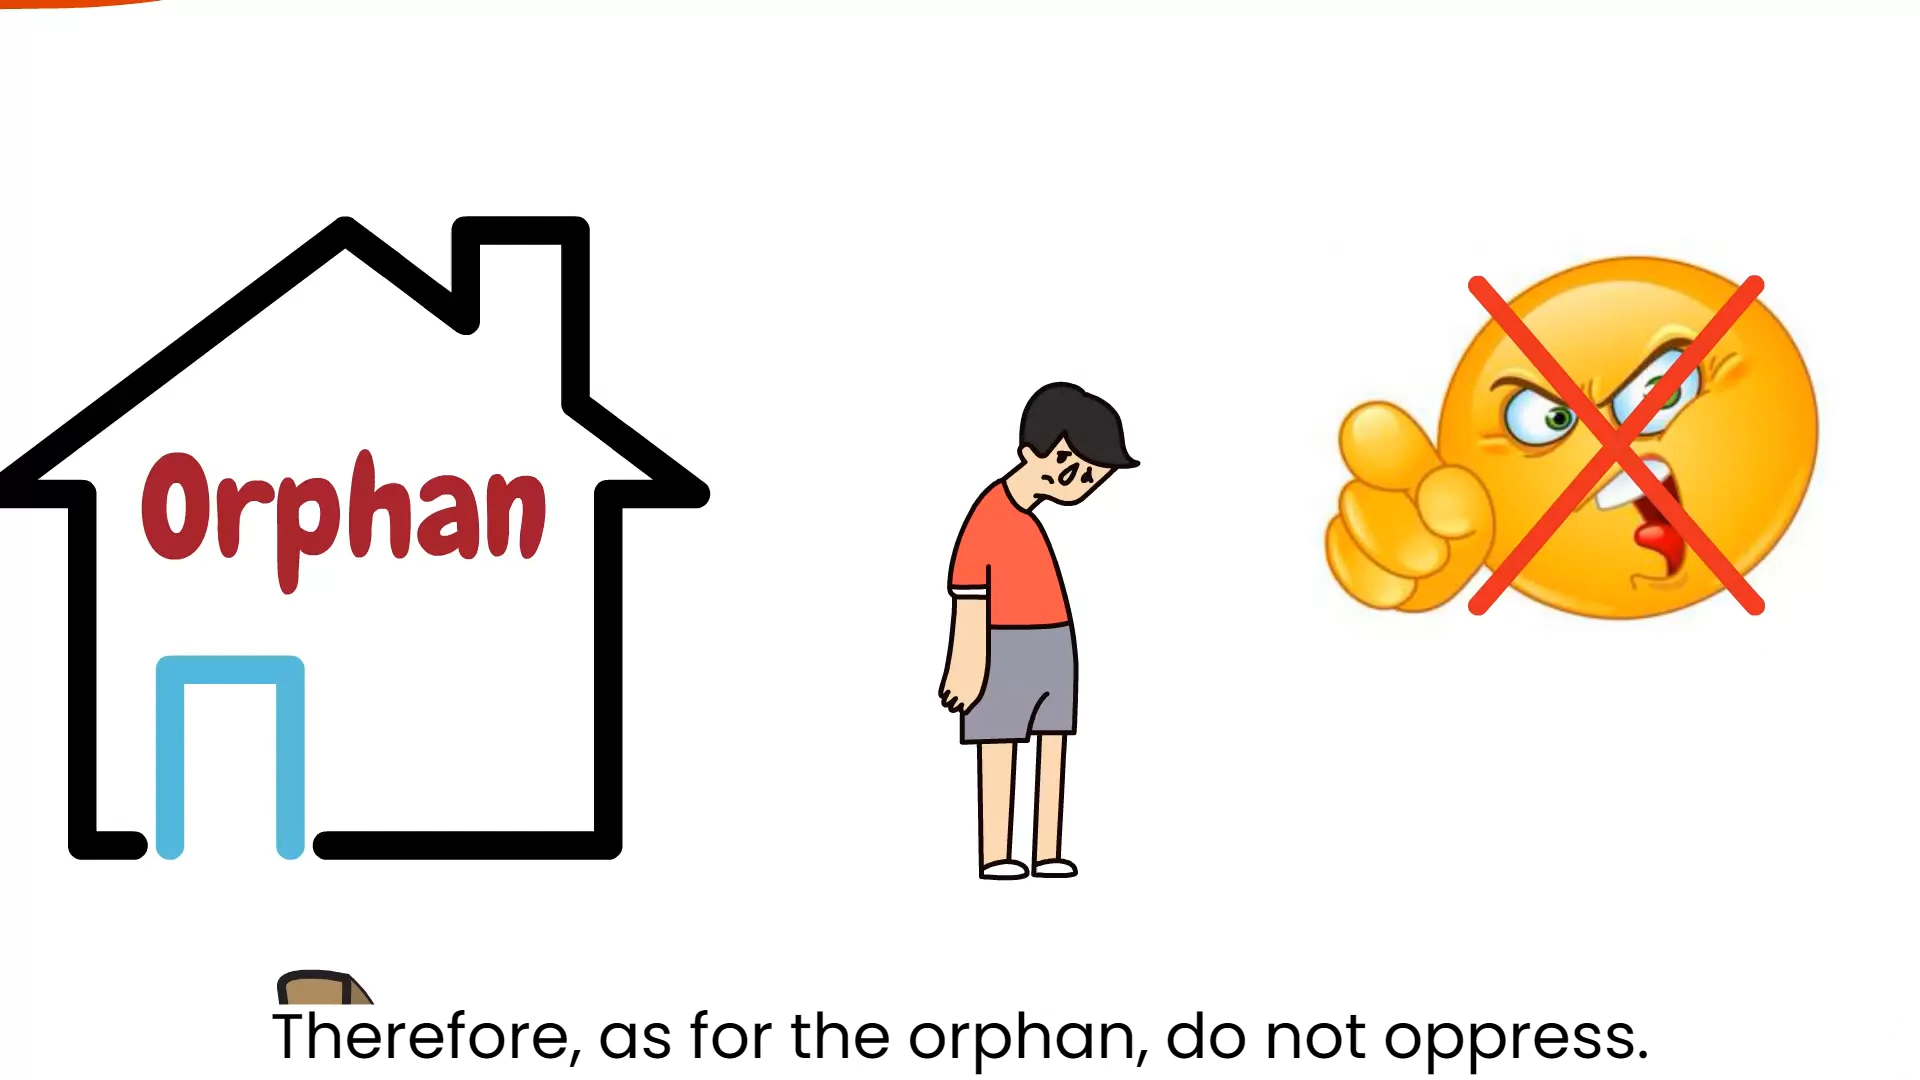 Orphan
Therefore, as for the orphan, do not oppress.